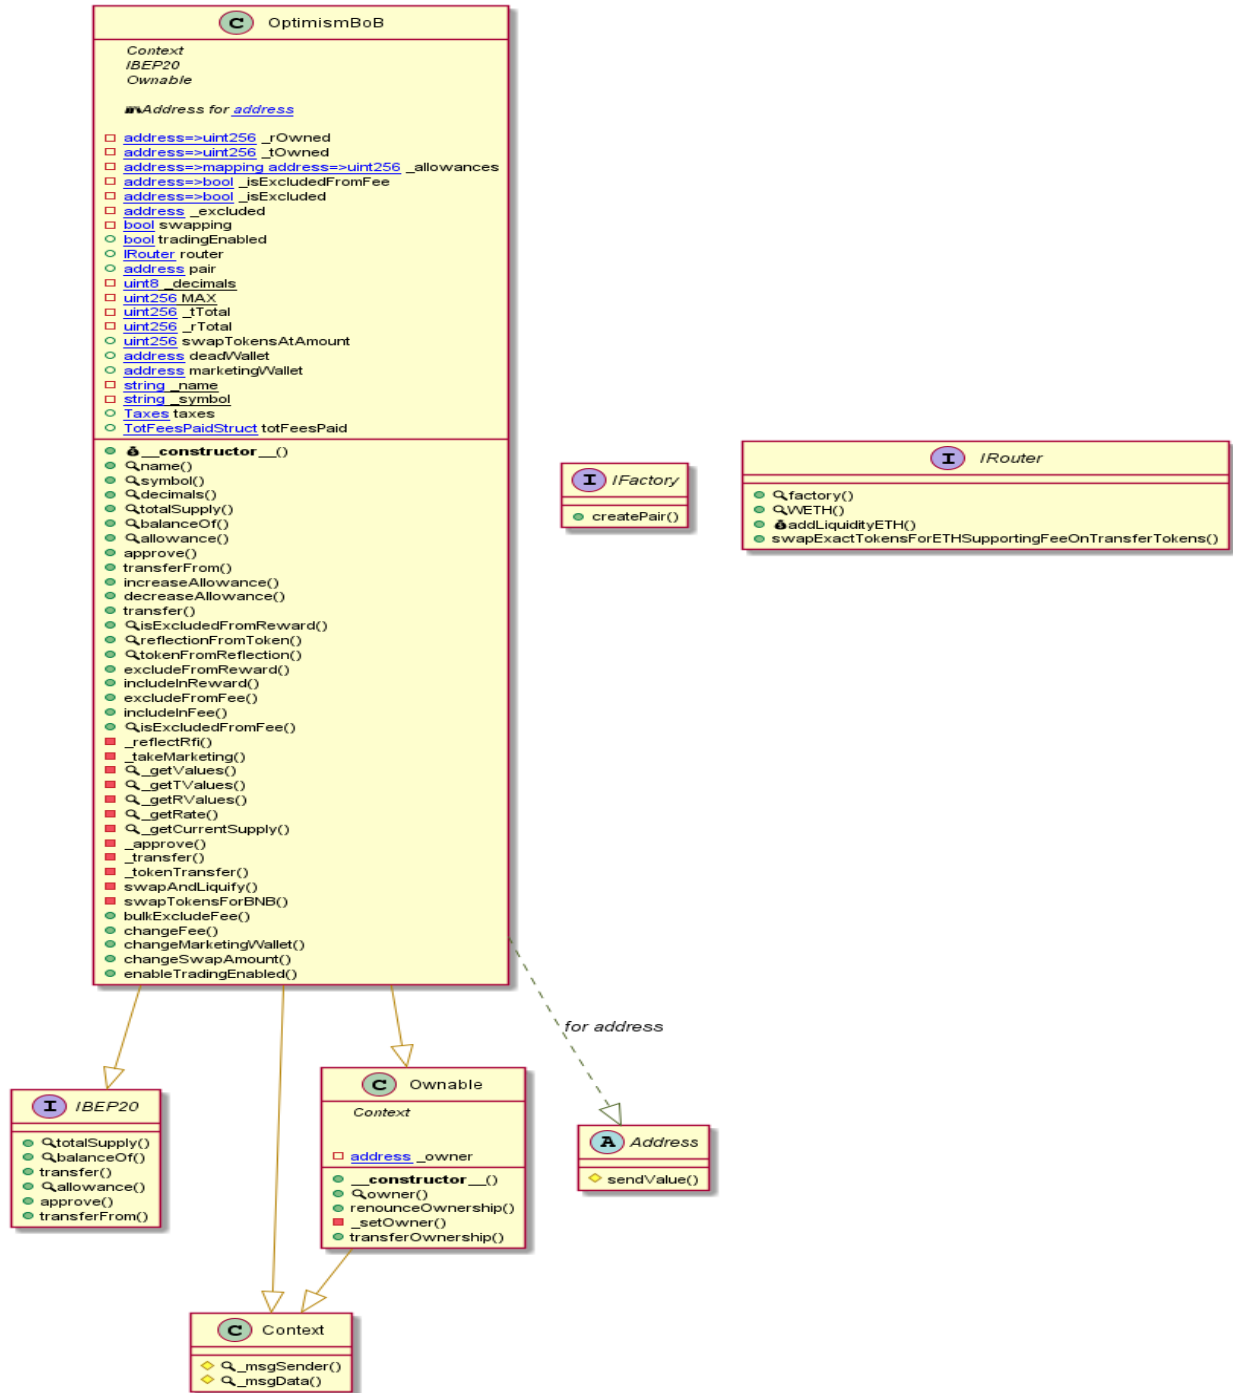 C OptimismBoB
Context
IBEP20
Ownable
Address for address
address=>uint256 _rOwned
address=>uint256 _tOwned
address=>mapping address=>uint256 _allowances
address=>bool _isExcludedFromFee
address=>bool _isExcluded
address _excluded
bool swapping
bool tradingEnabled
IRouter router
address pair
uint8 _decimals
uint256 MAX
uint256 _tTotal
uint256 _rTotal
uint256 swapTokensAtAmount
address deadWallet
address marketingWallet
string _name
string _symbol
Taxes taxes
TotFeesPaidStruct totFeesPaid
__constructor__()
name()
symbol()
decimals()
totalSupply()
balanceOf()
allowance()
approve()
transferFrom()
increaseAllowance()
decreaseAllowance()
transfer()
isExcludedFromReward()
reflectionFromToken()
tokenFromReflection()
excludeFromReward()
includeInReward()
excludeFromFee()
includeInFee()
isExcludedFromFee()
_reflectRfi()
_takeMarketing()
_getValues()
_getTValues()
_getRValues()
_getRate()
_getCurrentSupply()
_approve()
_transfer()
_tokenTransfer()
swapAndLiquify()
swapTokensForBNB()
bulkExcludeFee()
changeFee()
changeMarketingWallet()
changeSwapAmount()
enableTradingEnabled()
I IFactory
createPair()
I IRouter
factory()
WETH()
addLiquidityETH()
swapExactTokensForETHSupportingFeeOnTransferTokens()
for address
I IBEP20
totalSupply()
balanceOf()
transfer()
allowance()
approve()
transferFrom()
C Ownable
Context
address _owner
__constructor__()
owner()
renounceOwnership()
_setOwner()
transferOwnership()
A Address
sendValue()
C Context
_msgSender()
_msgData()